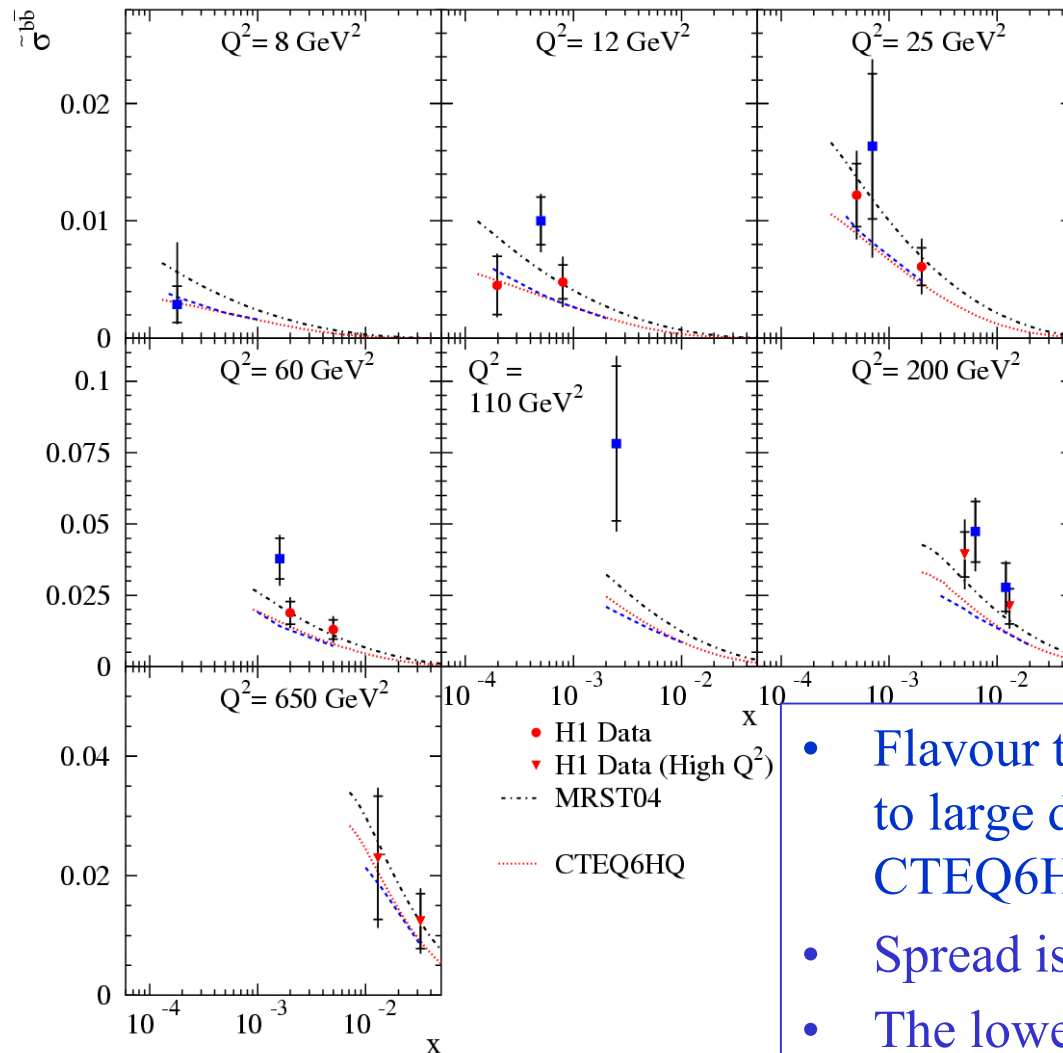 σ̃^bb̄
Q²= 8 GeV²
Q²= 12 GeV²
Q²= 25 GeV²
0.02
0.01
0
Q²= 60 GeV²
Q² =
110 GeV²
Q²= 200 GeV²
0.1
0.075
0.05
0.025
0
Q²= 650 GeV²
10⁻⁴ 10⁻³ 10⁻² 10⁻⁴ 10⁻³ 10⁻²
x
0.04
0.02
0
10⁻⁴ 10⁻³ 10⁻²
x
H1 Data
H1 Data (High Q²)
MRST04
CTEQ6HQ
• Flavour t
to large d
CTEQ6H
• Spread is
• The lowe